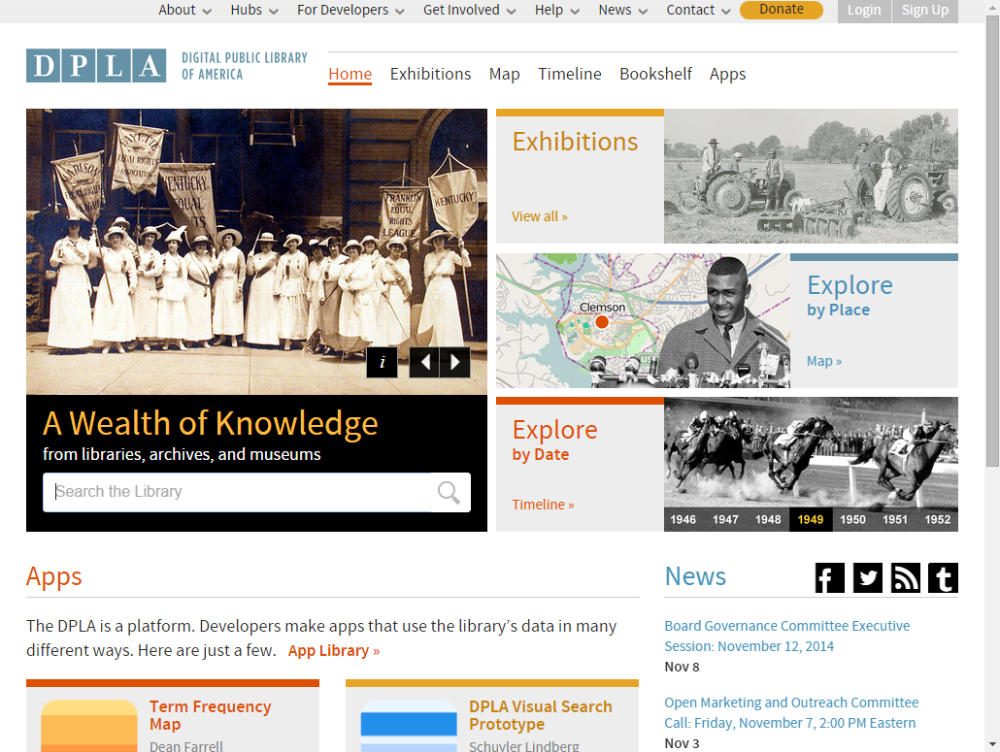 About Hubs For Developers Get Involved Help News Contact Donate Login Sign Up
DPLA
DIGITAL PUBLIC LIBRARY
OF AMERICA
Home Exhibitions Map Timeline Bookshelf Apps
FAYETTE
EQUAL RIGHTS
ASSOCIATION
MADISON
EQUAL RIGHTS
LEAGUE
KENTUCKY
EQUAL
RIGHTS
FRANKLIN
EQUAL
RIGHTS
LEAGUE
KENTUCKY
i
A Wealth of Knowledge
from libraries, archives, and museums
Search the Library
Exhibitions
View all »
Clemson
Explore
by Place
Map »
Explore
by Date
Timeline »
1946 1947 1948 1949 1950 1951 1952
Apps
The DPLA is a platform. Developers make apps that use the library’s data in many
different ways. Here are just a few. App Library »
Term Frequency
Map
Dean Farrell
DPLA Visual Search
Prototype
Schuyler Lindberg
News
f
t
Board Governance Committee Executive
Session: November 12, 2014
Nov 8
Open Marketing and Outreach Committee
Call: Friday, November 7, 2:00 PM Eastern
Nov 3